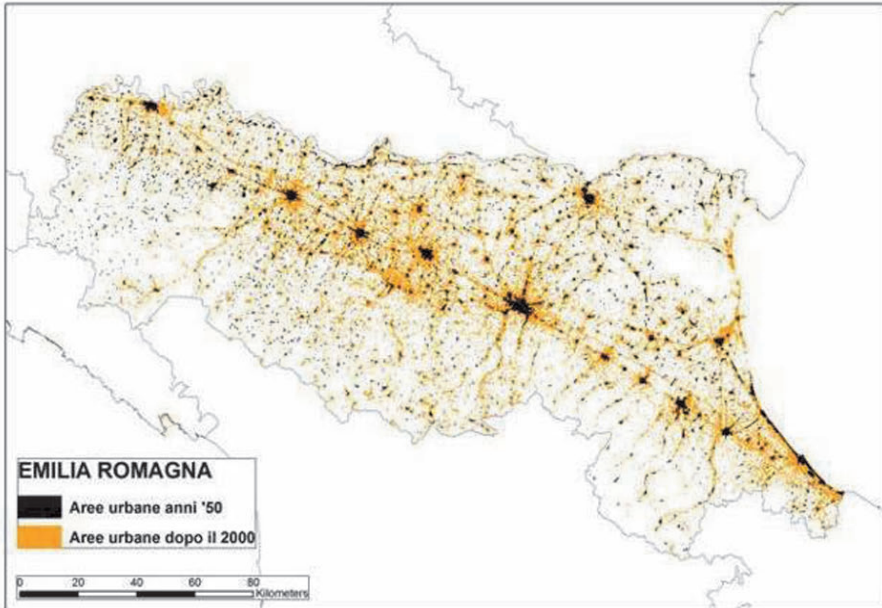 EMILIA ROMAGNA
Aree urbane anni '50
Aree urbane dopo il 2000
0 20 40 60 80
Kilometers